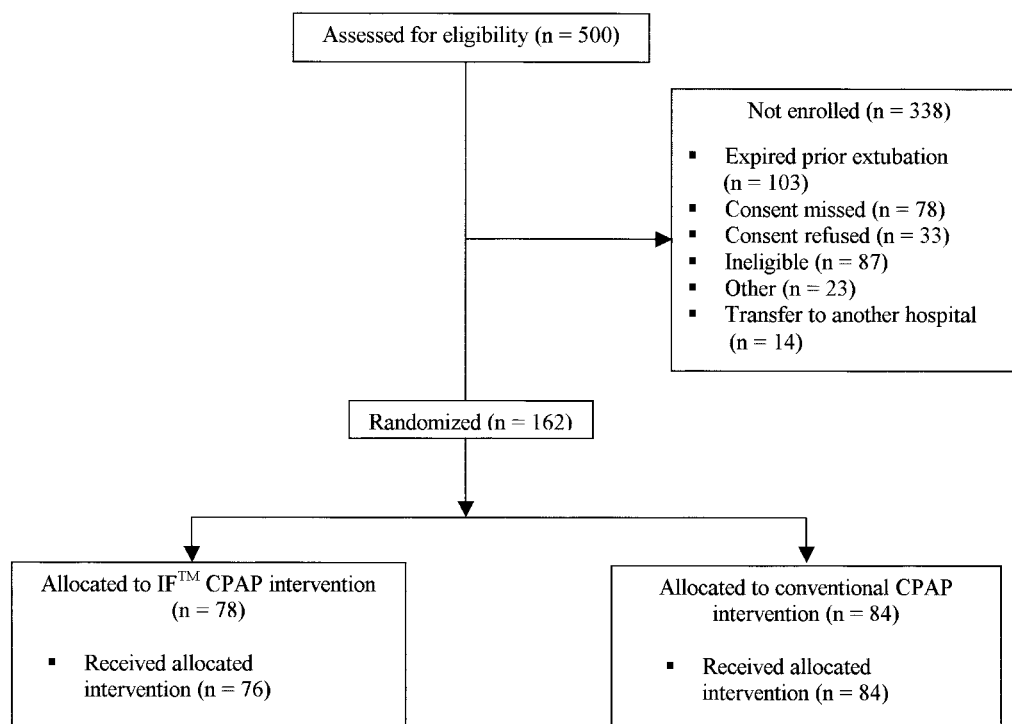 Assessed for eligibility (n = 500)
Not enrolled (n = 338)
▪ Expired prior extubation
(n = 103)
▪ Consent missed (n = 78)
▪ Consent refused (n = 33)
▪ Ineligible (n = 87)
▪ Other (n = 23)
▪ Transfer to another hospital
(n = 14)
Randomized (n = 162)
Allocated to IF™ CPAP intervention
(n = 78)
▪ Received allocated
intervention (n = 76)
Allocated to conventional CPAP
intervention (n = 84)
▪ Received allocated
intervention (n = 84)